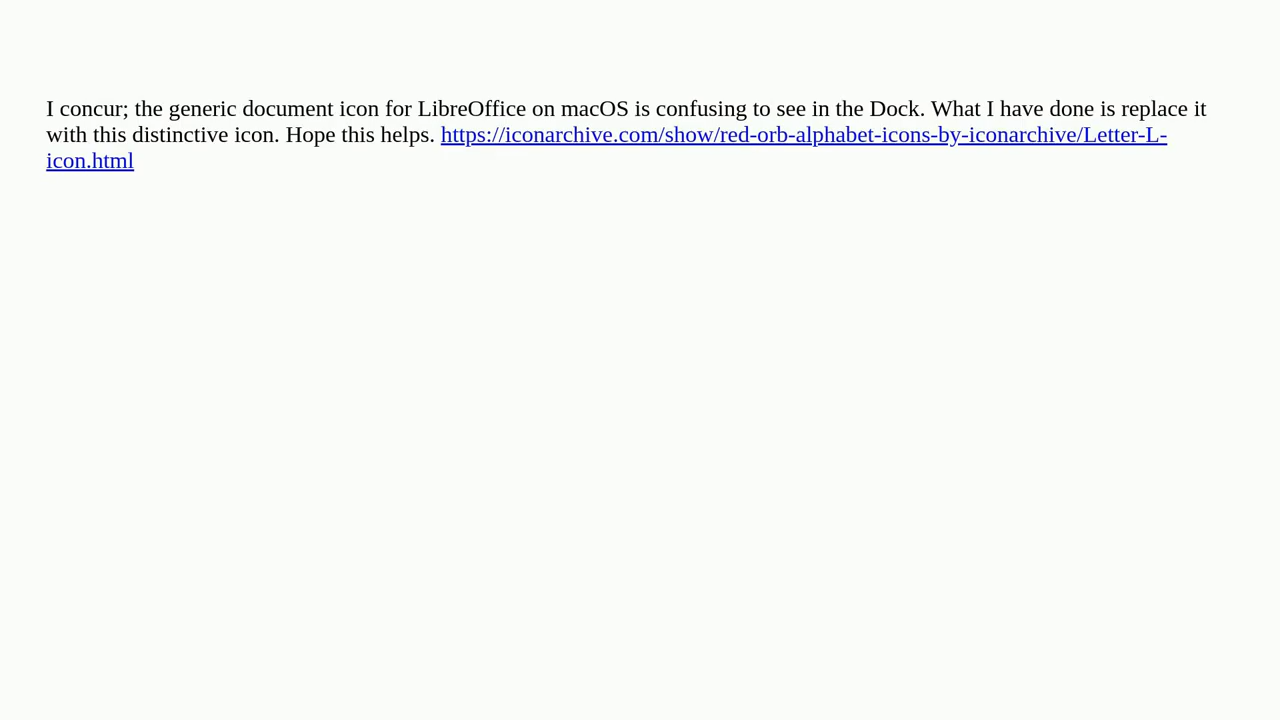 I concur; the generic document icon for LibreOffice on macOS is confusing to see in the Dock. What I have done is replace it
with this distinctive icon. Hope this helps. https://iconarchive.com/show/red-orb-alphabet-icons-by-iconarchive/Letter-L-
icon.html